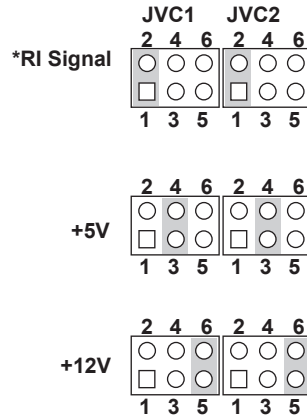 JVC1 JVC2
2 4 6 2 4 6
*RI Signal
1 3 5 1 3 5
2 4 6 2 4 6
+5V
1 3 5 1 3 5
2 4 6 2 4 6
+12V
1 3 5 1 3 5